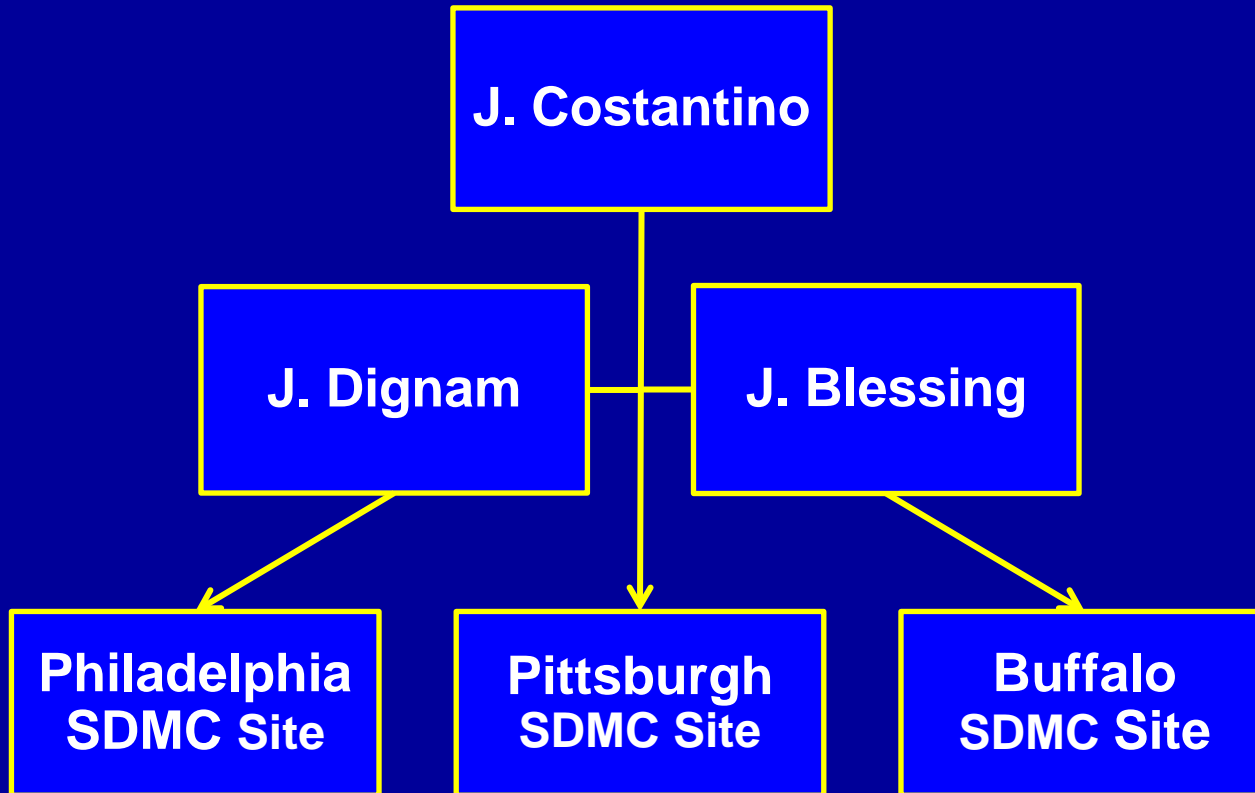 J. Costantino
J. Dignam
J. Blessing
Philadelphia
SDMC Site
Pittsburgh
SDMC Site
Buffalo
SDMC Site